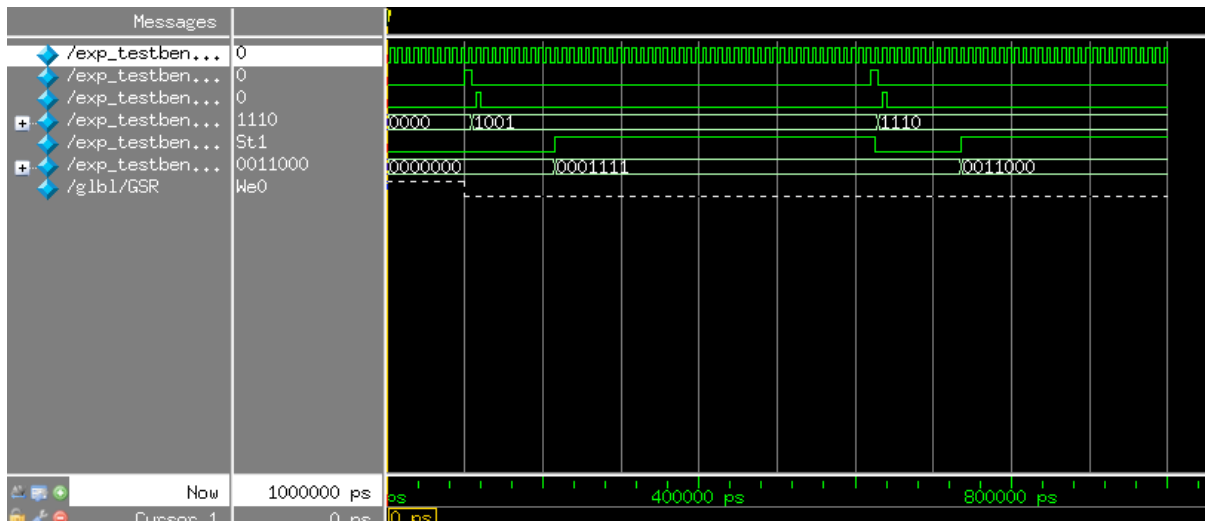 Messages
/exp_testben... 0
/exp_testben... 0
/exp_testben... 0
/exp_testben... 1110 0000 1001 1110
/exp_testben... St1
/exp_testben... 0011000 0000000 0001111 0011000
/glbl/GSR We0
Now 1000000 ps ps 400000 ps 800000 ps
Cursor 1 0 ps 0 ps